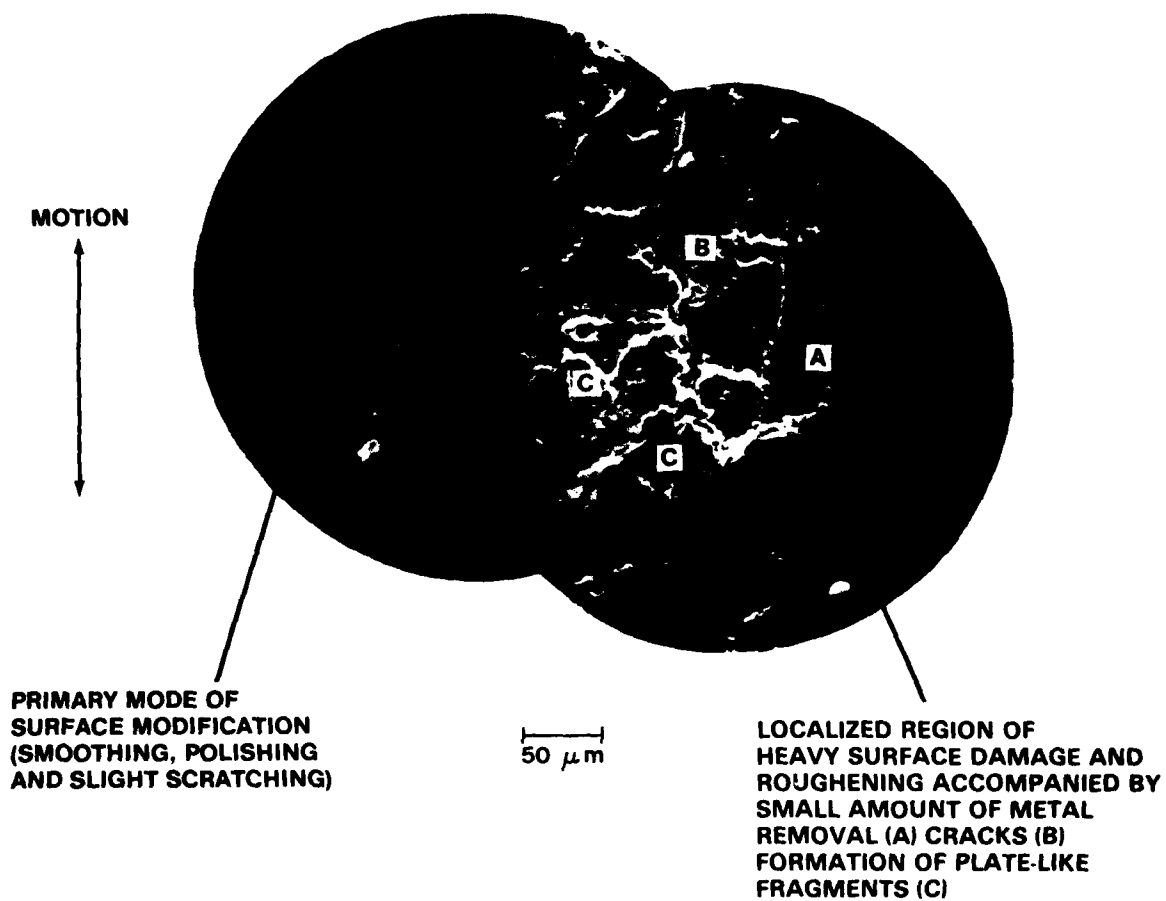 MOTION
B
A
C
C
PRIMARY MODE OF
SURFACE MODIFICATION
(SMOOTHING, POLISHING
AND SLIGHT SCRATCHING)
50 μm
LOCALIZED REGION OF
HEAVY SURFACE DAMAGE AND
ROUGHENING ACCOMPANIED BY
SMALL AMOUNT OF METAL
REMOVAL (A) CRACKS (B)
FORMATION OF PLATE-LIKE
FRAGMENTS (C)